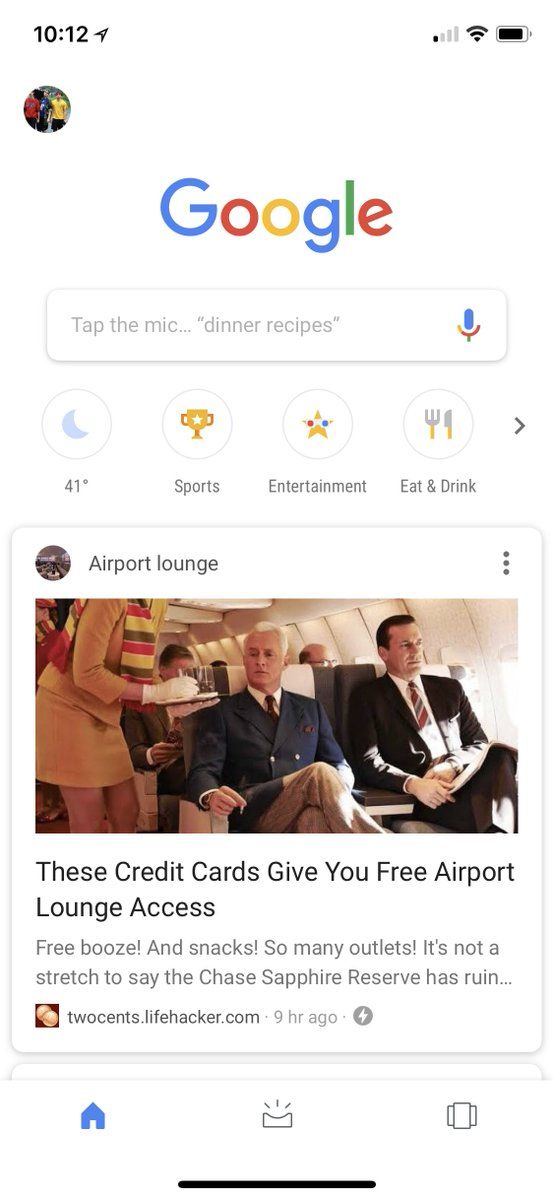 10:12
Google
Tap the mic... “dinner recipes”
41°
Sports
Entertainment
Eat & Drink
Airport lounge
These Credit Cards Give You Free Airport
Lounge Access
Free booze! And snacks! So many outlets! It's not a
stretch to say the Chase Sapphire Reserve has ruin...
twocents.lifehacker.com · 9 hr ago ·